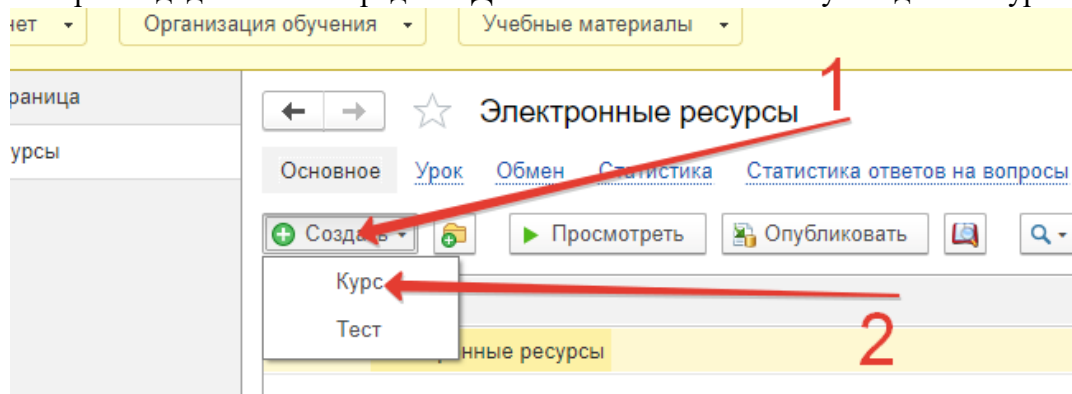 Организация обучения Учебные материалы
1
Электронные ресурсы
Основное Урок Обмен Статистика Статистика ответов на вопросы
Создать Просмотреть Опубликовать
Курс
2
Тест